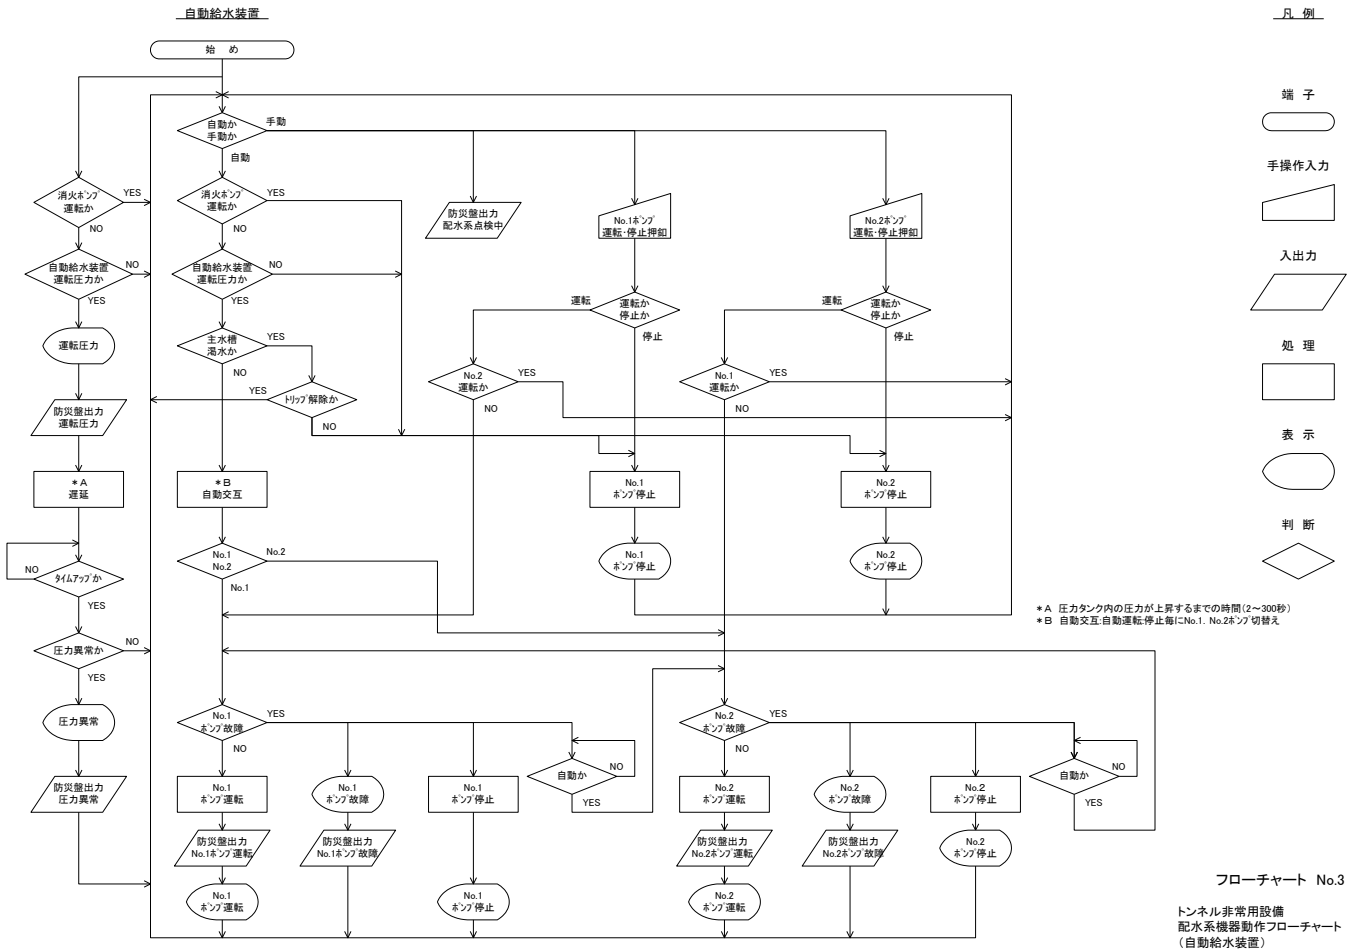 自動給水装置
凡 例
始 め
端 子
自動か
手動か
手動
自動
手操作入力
消火ポンプ
運転か
YES
NO
消火ポンプ
運転か
YES
NO
防災盤出力
配水系点検中
No.1ポンプ
運転・停止押釦
No.2ポンプ
運転・停止押釦
入出力
自動給水装置
運転圧力か
NO
YES
自動給水装置
運転圧力か
NO
YES
運転
運転か
停止か
停止
運転
運転か
停止か
停止
運転圧力
主水槽
渇水か
YES
NO
処 理
No.2
運転か
YES
NO
No.1
運転か
YES
NO
YES
トリップ解除か
NO
防災盤出力
運転圧力
表 示
*A
遅延
*B
自動交互
No.1
ポンプ停止
No.2
ポンプ停止
判 断
No.1
No.2
No.2
No.1
No.1
ポンプ停止
No.2
ポンプ停止
NO
タイムアップか
YES
*A 圧力タンク内の圧力が上昇するまでの時間(2~300秒)
*B 自動交互:自動運転停止毎にNo.1. No.2ポンプ切替え
圧力異常か
NO
YES
圧力異常
No.1
ポンプ故障
YES
NO
自動か
NO
YES
No.2
ポンプ故障
YES
NO
自動か
NO
YES
防災盤出力
圧力異常
No.1
ポンプ運転
No.1
ポンプ故障
No.1
ポンプ停止
No.2
ポンプ運転
No.2
ポンプ故障
No.2
ポンプ停止
防災盤出力
No.1ポンプ運転
防災盤出力
No.1ポンプ故障
防災盤出力
No.2ポンプ運転
防災盤出力
No.2ポンプ故障
No.2
ポンプ停止
No.1
ポンプ運転
No.1
ポンプ停止
No.2
ポンプ運転
フローチャート No.3
トンネル非常用設備
配水系機器動作フローチャート
(自動給水装置)